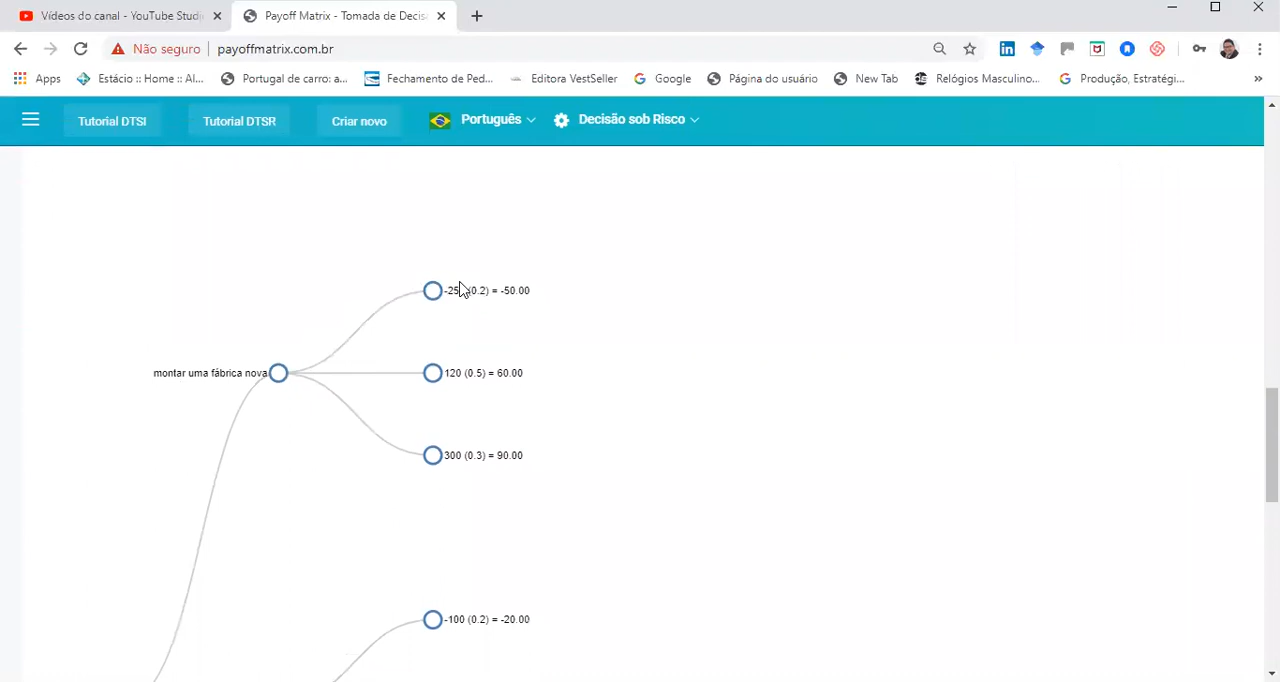 Vídeos do canal - YouTube Studi
Payoff Matrix - Tomada de Decis
Não seguro
payoffmatrix.com.br
Apps
Estácio :: Home :: Al...
Portugal de carro: a...
Fechamento de Ped...
Editora VestSeller
Google
Página do usuário
New Tab
Relógios Masculino...
Produção, Estratégi...
»
Tutorial DTSI
Tutorial DTSR
Criar novo
Português
Decisão sob Risco
(0.2) = -50.00
montar uma fábrica nova
120 (0.5) = 60.00
300 (0.3) = 90.00
-100 (0.2) = -20.00